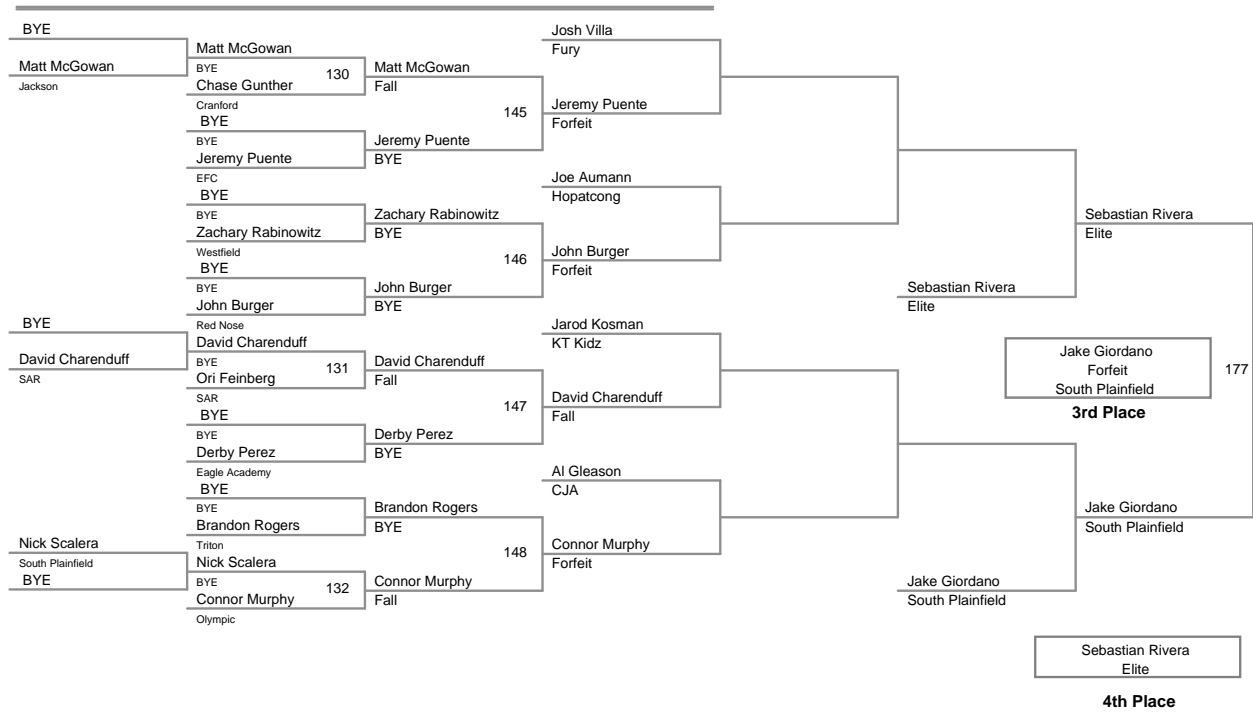 BYE
Matt McGowan
Jackson
BYE
David Charenduff
SAR
Nick Scalera
South Plainfield
BYE
Matt McGowan
BYE
130
Chase Gunther
Cranford
BYE
BYE
Jeremy Puente
EFC
BYE
BYE
Zachary Rabinowitz
Westfield
BYE
BYE
John Burger
Red Nose
David Charenduff
BYE
131
Ori Feinberg
SAR
BYE
BYE
Derby Perez
Eagle Academy
BYE
BYE
Brandon Rogers
Triton
Nick Scalera
BYE
132
Connor Murphy
Olympic
Matt McGowan
Fall
145
Jeremy Puente
BYE
Zachary Rabinowitz
BYE
146
John Burger
BYE
David Charenduff
Fall
147
Derby Perez
BYE
Brandon Rogers
BYE
148
Connor Murphy
Fall
Josh Villa
Fury
Jeremy Puente
Forfeit
Joe Aumann
Hopatcong
John Burger
Forfeit
Jarod Kosman
KT Kidz
David Charenduff
Fall
Al Gleason
CJA
Connor Murphy
Forfeit
Sebastian Rivera
Elite
Jake Giordano
South Plainfield
Sebastian Rivera
Elite
Jake Giordano
Forfeit
South Plainfield
177
3rd Place
Jake Giordano
South Plainfield
Sebastian Rivera
Elite
4th Place